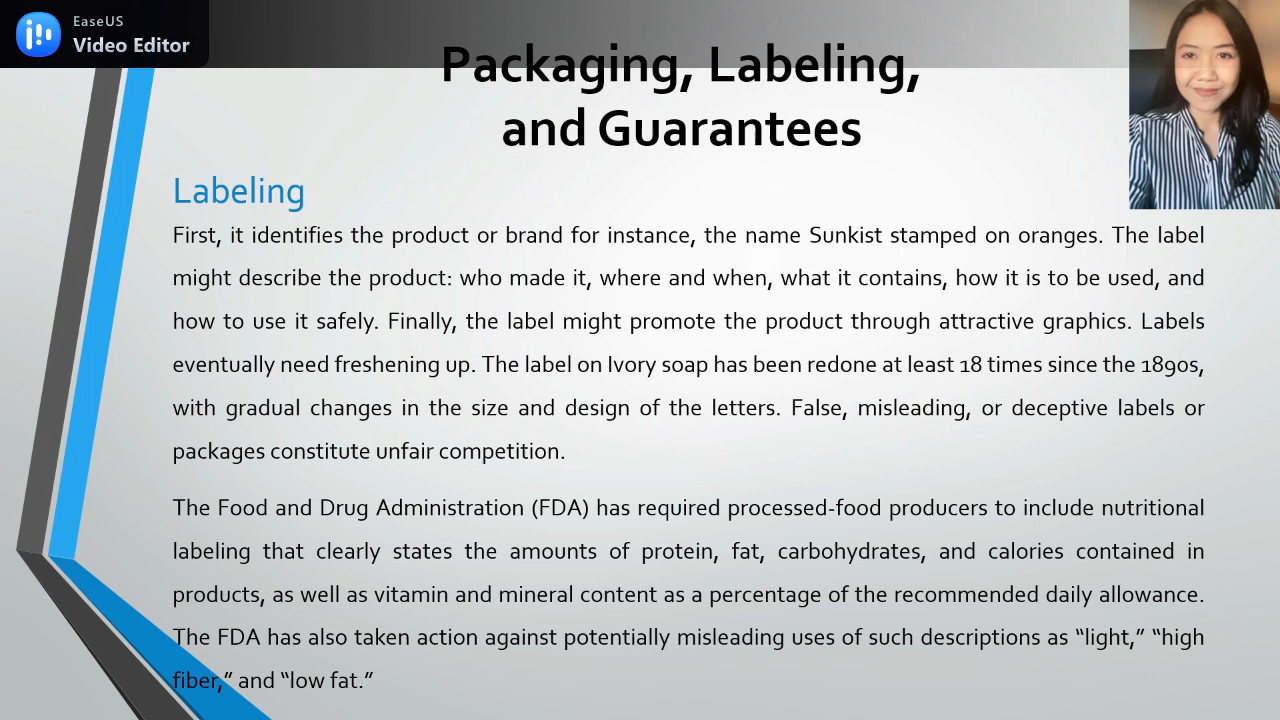 EaseUS
Video Editor
Packaging, Labeling,
and Guarantees
Labeling
First, it identifies the product or brand for instance, the name Sunkist stamped on oranges. The label
might describe the product: who made it, where and when, what it contains, how it is to be used, and
how to use it safely. Finally, the label might promote the product through attractive graphics. Labels
eventually need freshening up. The label on Ivory soap has been redone at least 18 times since the 1890s,
with gradual changes in the size and design of the letters. False, misleading, or deceptive labels or
packages constitute unfair competition.
The Food and Drug Administration (FDA) has required processed-food producers to include nutritional
labeling that clearly states the amounts of protein, fat, carbohydrates, and calories contained in
products, as well as vitamin and mineral content as a percentage of the recommended daily allowance.
The FDA has also taken action against potentially misleading uses of such descriptions as “light,” “high
fiber,” and “low fat.”